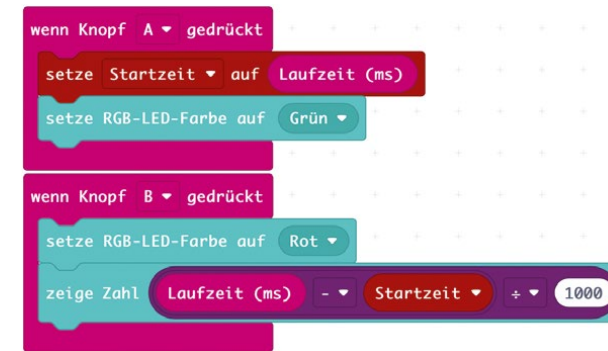 wenn Knopf A gedrückt
setze Startzeit auf Laufzeit (ms)
setze RGB-LED-Farbe auf Grün
wenn Knopf B gedrückt
setze RGB-LED-Farbe auf Rot
zeige Zahl Laufzeit (ms) - Startzeit ÷ 1000